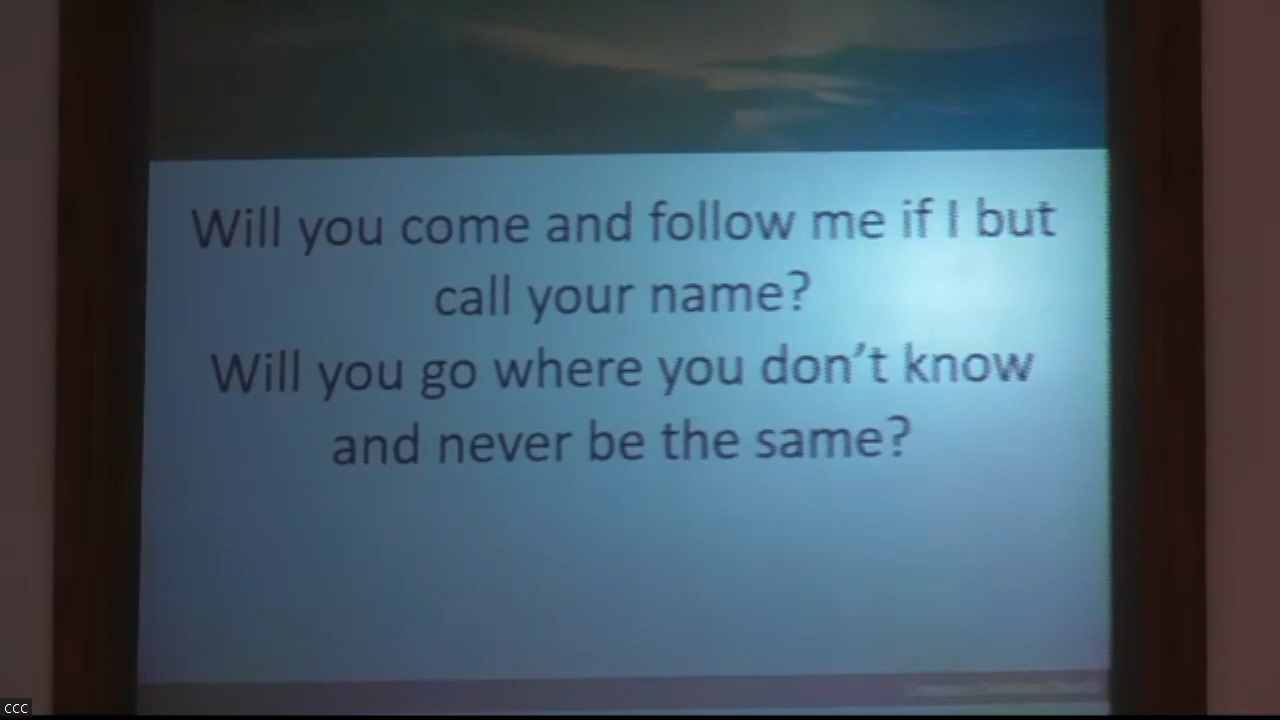 Will you come and follow me if I but
call your name?
Will you go where you don't know
and never be the same?
CCC